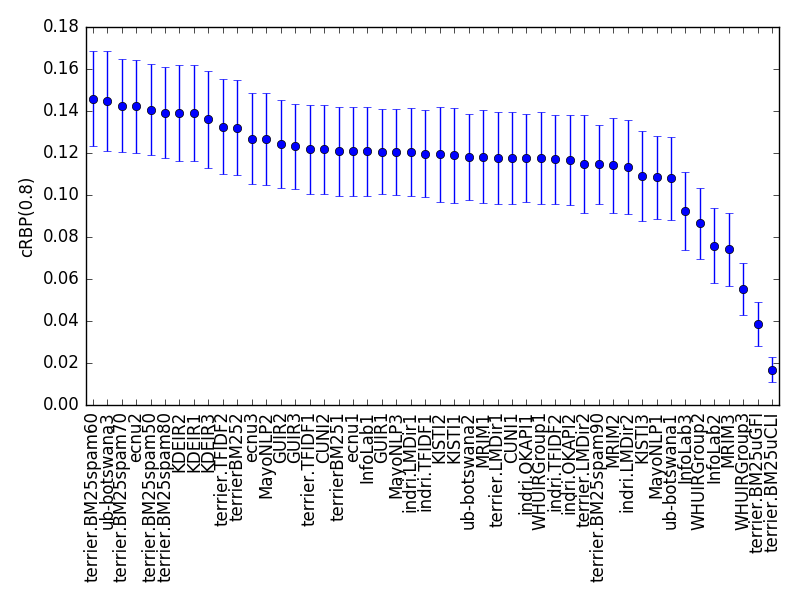 0.18
0.16
0.14
0.12
0.10
0.08
0.06
0.04
0.02
0.00
cRBP(0.8)
terrier.BM25spam60
ub-botswana3
terrier.BM25spam70
ecnu2
terrier.BM25spam50
terrier.BM25spam80
KDEIR2
KDEIR1
KDEIR3
terrier.TFIDF2
terrierBM252
ecnu3
MayoNLP2
GUIR2
GUIR3
terrier.TFIDF1
CUNI2
terrierBM251
ecnu1
InfoLab1
GUIR1
MayoNLP3
indri.LMDir1
indri.TFIDF1
KISTI2
KISTI1
ub-botswana2
MRIM1
terrier.LMDir1
CUNI1
indri.OKAPI1
WHUIRGroup1
indri.TFIDF2
indri.OKAPI2
terrier.LMDir2
terrier.BM25spam90
MRIM2
indri.LMDir2
KISTI3
MayoNLP1
ub-botswana1
InfoLab3
WHUIRGroup2
InfoLab2
MRIM3
WHUIRGroup3
terrier.BM25uGFI
terrier.BM25uCLI